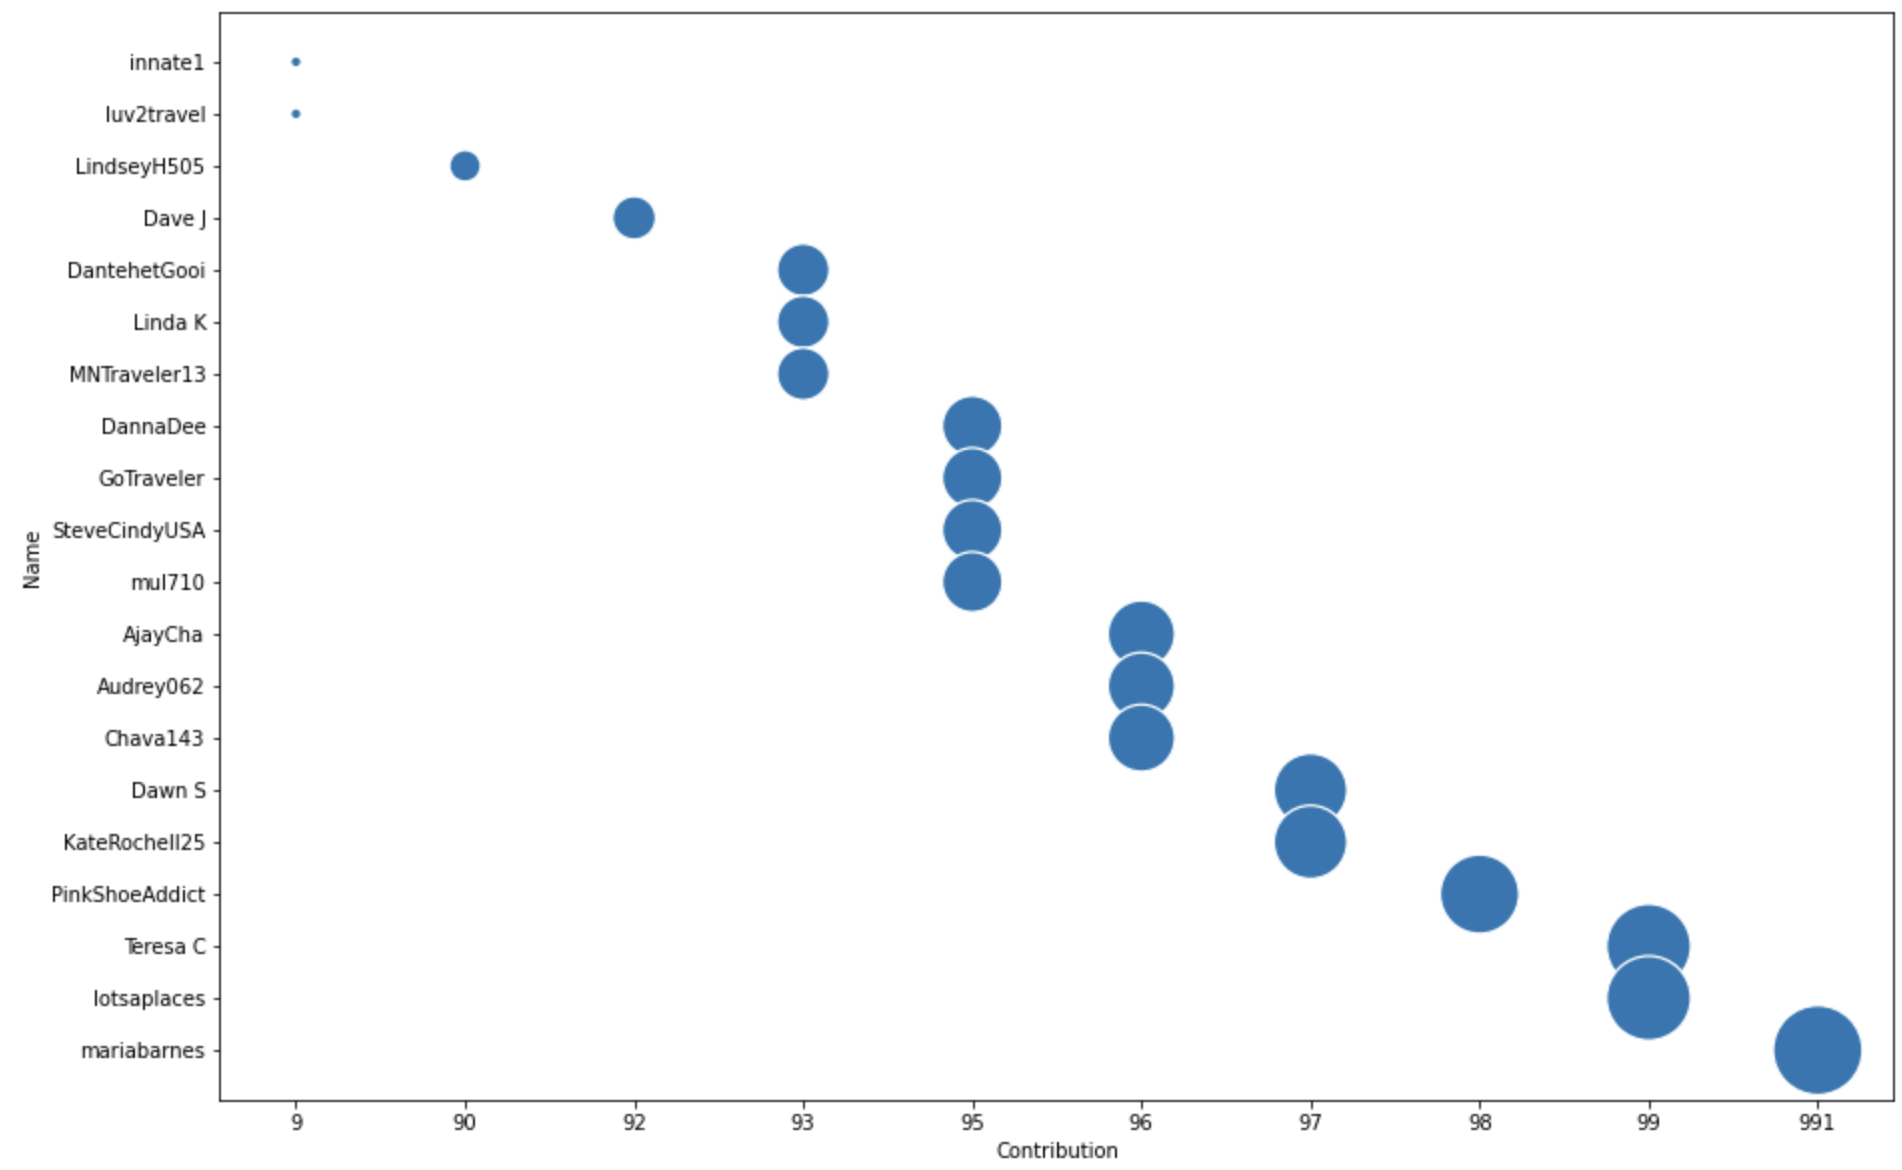 innate1
luv2travel
LindseyH505
Dave J
DantehetGooi
Linda K
MNTraveler13
DannaDee
GoTraveler
SteveCindyUSA
mul710
AjayCha
Audrey062
Chava143
Dawn S
KateRochell25
PinkShoeAddict
Teresa C
lotsaplaces
mariabarnes
Name
9 90 92 93 95 96 97 98 99 991
Contribution